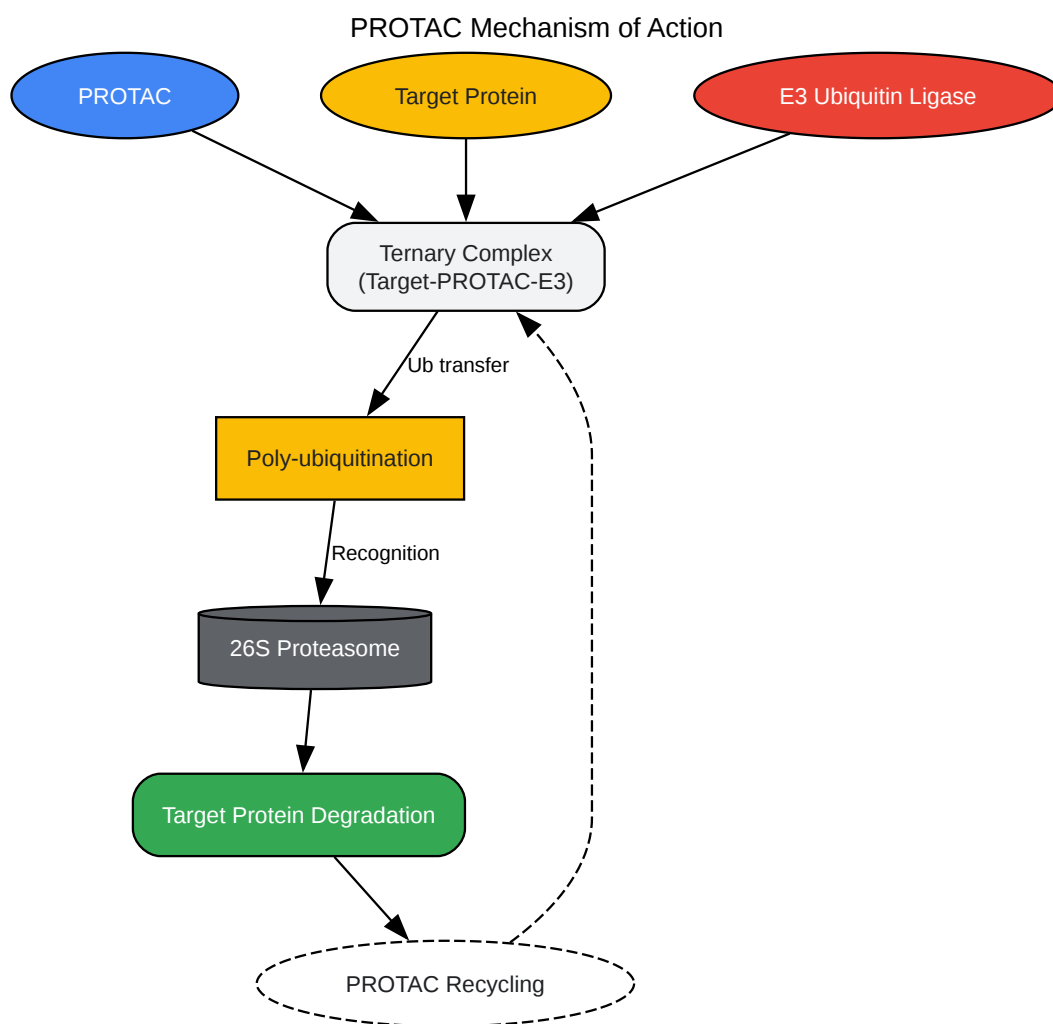 PROTAC Mechanism of Action
PROTAC
Target Protein
E3 Ubiquitin Ligase
Ternary Complex
(Target-PROTAC-E3)
Ub transfer
Poly-ubiquitination
Recognition
26S Proteasome
Target Protein Degradation
PROTAC Recycling